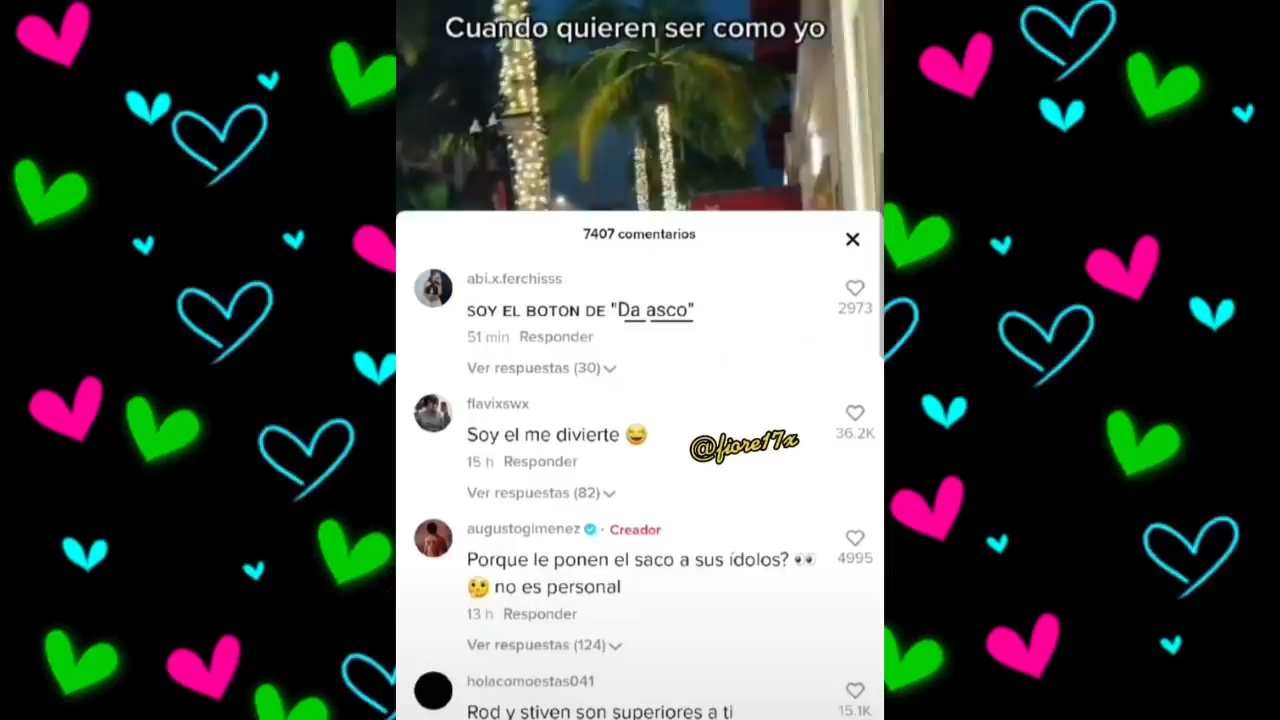 Cuando quieren ser como yo
7407 comentarios
abi.x.ferchisss
SOY EL BOTON DE "Da asco"
2973
51 min Responder
Ver respuestas (30)
flavixswx
Soy el me divierte 😆
36.2K
@fiore17x
15 h Responder
Ver respuestas (82)
augustogimenez · Creador
Porque le ponen el saco a sus ídolos? 👀
4995
🤔 no es personal
13 h Responder
Ver respuestas (124)
holacomoestas041
Rod y stiven son superiores a ti
15.1K